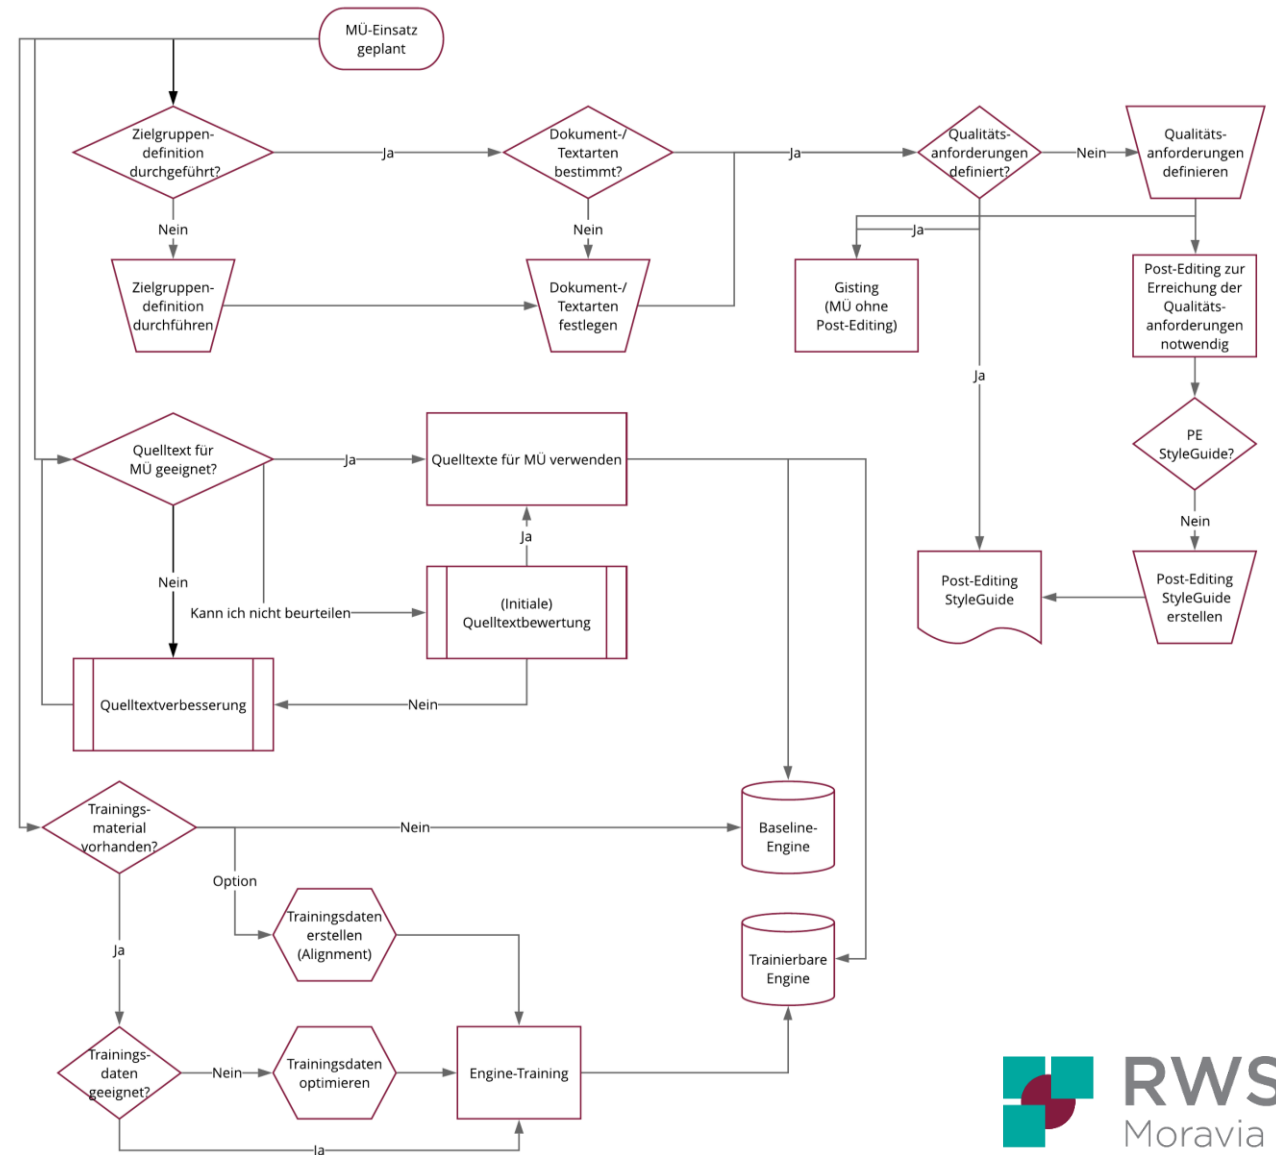 MÜ-Einsatz
geplant
Zielgruppen-
definition
durchgeführt?
Ja
Dokument-/
Textarten
bestimmt?
Ja
Qualitäts-
anforderungen
definiert?
Nein
Qualitäts-
anforderungen
definieren
Nein
Nein
Ja
Zielgruppen-
definition
durchführen
Dokument-/
Textarten
festlegen
Gisting
(MÜ ohne
Post-Editing)
Post-Editing zur
Erreichung der
Qualitäts-
anforderungen
notwendig
Ja
Quelltext für
MÜ geeignet?
Ja
Quelltexte für MÜ verwenden
PE
StyleGuide?
Nein
Ja
Nein
Kann ich nicht beurteilen
(Initiale)
Quelltextbewertung
Post-Editing
StyleGuide
Post-Editing
StyleGuide
erstellen
Quelltextverbesserung
Nein
Trainings-
material
vorhanden?
Nein
Baseline-
Engine
Option
Trainingsdaten
erstellen
(Alignment)
Ja
Trainierbare
Engine
Trainings-
daten
geeignet?
Nein
Trainingsdaten
optimieren
Engine-Training
Ja
RWS
Moravia